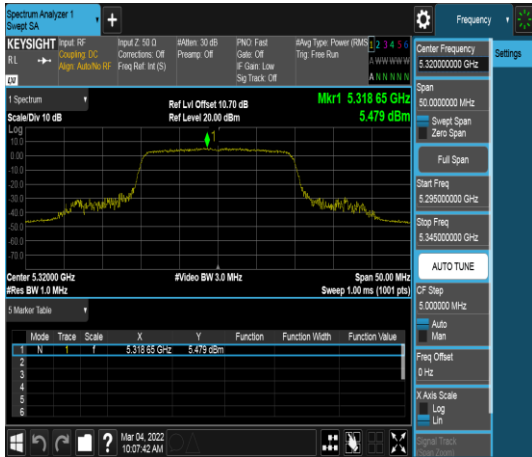 Spectrum Analyzer 1
Swept SA
Frequency
KEYSIGHT
Input: RF
Input Z: 50 Ω
#Atten: 30 dB
PNO: Fast
#Avg Type: Power (RMS
1 2 3 4 5 6
RL
Coupling: DC
Corrections: Off
Preamp: Off
Gate: Off
Trig: Free Run
Align: Auto/No RF
Freq Ref: Int (S)
IF Gain: Low
A WW WW W
Sig Track: Off
A N N N N N
LXI
Center Frequency
5.320000000 GHz
Settings
Span
50.0000000 MHz
Swept Span
Zero Span
Full Span
Start Freq
5.295000000 GHz
Stop Freq
5.345000000 GHz
AUTO TUNE
CF Step
5.000000 MHz
Auto
Man
Freq Offset
0 Hz
X Axis Scale
Log
Lin
Signal Track
(Span Zoom)
1 Spectrum
Ref Lvl Offset 10.70 dB
Mkr1 5.318 65 GHz
Scale/Div 10 dB
Ref Level 20.00 dBm
5.479 dBm
Log
10.0
0.00
-10.0
-20.0
-30.0
-40.0
-50.0
-60.0
-70.0
1
Center 5.32000 GHz
#Video BW 3.0 MHz
Span 50.00 MHz
#Res BW 1.0 MHz
Sweep 1.00 ms (1001 pts)
5 Marker Table
Mode Trace Scale X Y Function Function Width Function Value
1 N 1 f 5.318 65 GHz 5.479 dBm
2
3
4
5
6
Mar 04, 2022
10:07:42 AM